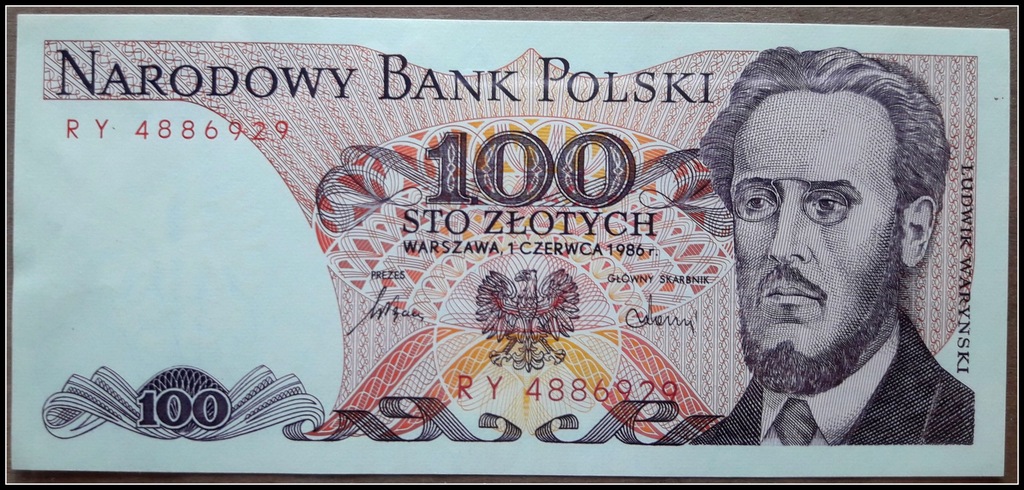 NARODOWY BANK POLSKI
RY 4886929
100
STO ZŁOTYCH
WARSZAWA, 1 CZERWCA 1986 r.
PREZES
GŁÓWNY SKARBNIK
RY 4886929
100
LUDWIK WARYŃSKI